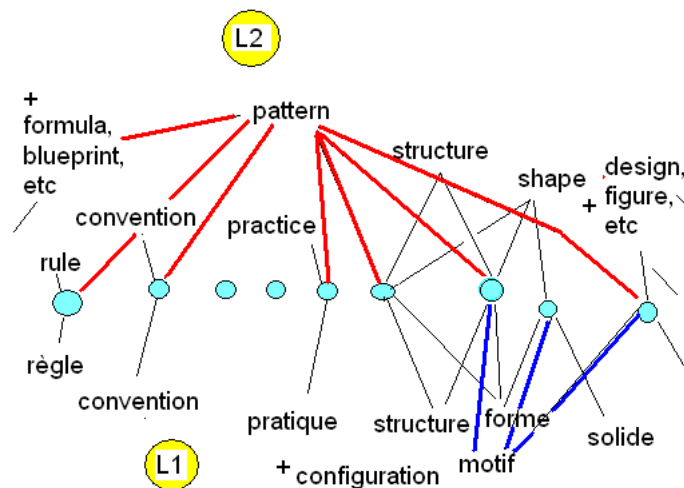 L2
+
formula,
blueprint,
etc
pattern
structure
shape
design,
+ figure,
etc
convention
practice
rule
règle
convention
pratique
structure
forme
solide
L1
+ configuration
motif